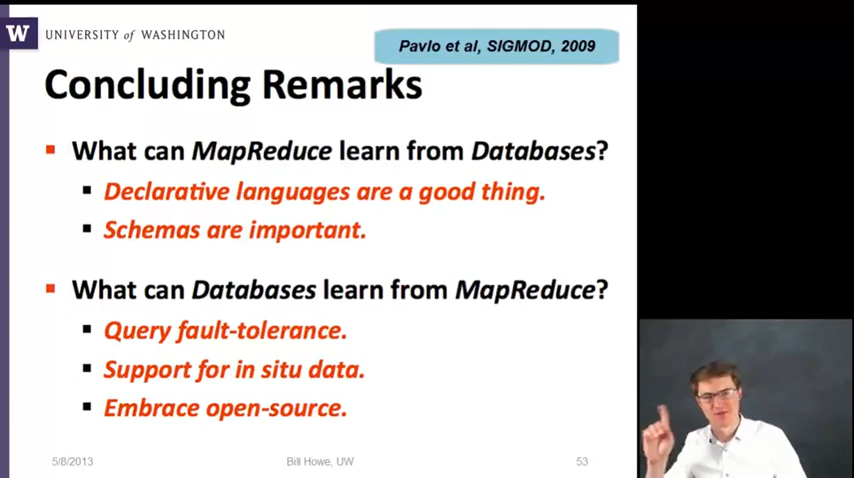 W UNIVERSITY of WASHINGTON
Pavlo et al, SIGMOD, 2009
Concluding Remarks
What can MapReduce learn from Databases?
Declarative languages are a good thing.
Schemas are important.
What can Databases learn from MapReduce?
Query fault-tolerance.
Support for in situ data.
Embrace open-source.
5/8/2013 Bill Howe, UW 53